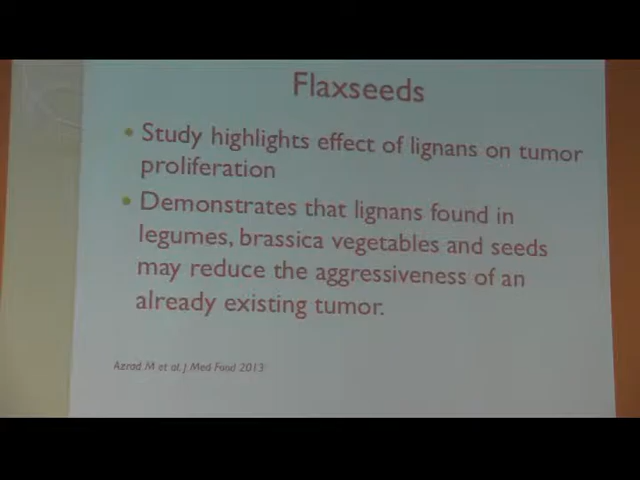 Flaxseeds
• Study highlights effect of lignans on tumor
proliferation
• Demonstrates that lignans found in
legumes, brassica vegetables and seeds
may reduce the aggressiveness of an
already existing tumor.
Azrad M et al. J Med Food 2013